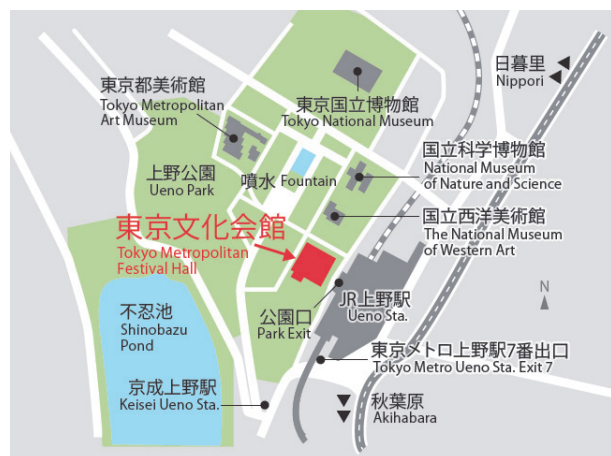 日暮里
Nippori
東京都美術館
Tokyo Metropolitan
Art Museum
東京国立博物館
Tokyo National Museum
国立科学博物館
National Museum
of Nature and Science
上野公園
Ueno Park
噴水 Fountain
国立西洋美術館
The National Museum
of Western Art
東京文化会館
Tokyo Metropolitan
Festival Hall
N
JR上野駅
Ueno Sta.
不忍池
Shinobazu
Pond
公園口
Park Exit
東京メトロ上野駅7番出口
Tokyo Metro Ueno Sta. Exit 7
京成上野駅
Keisei Ueno Sta.
秋葉原
Akihabara